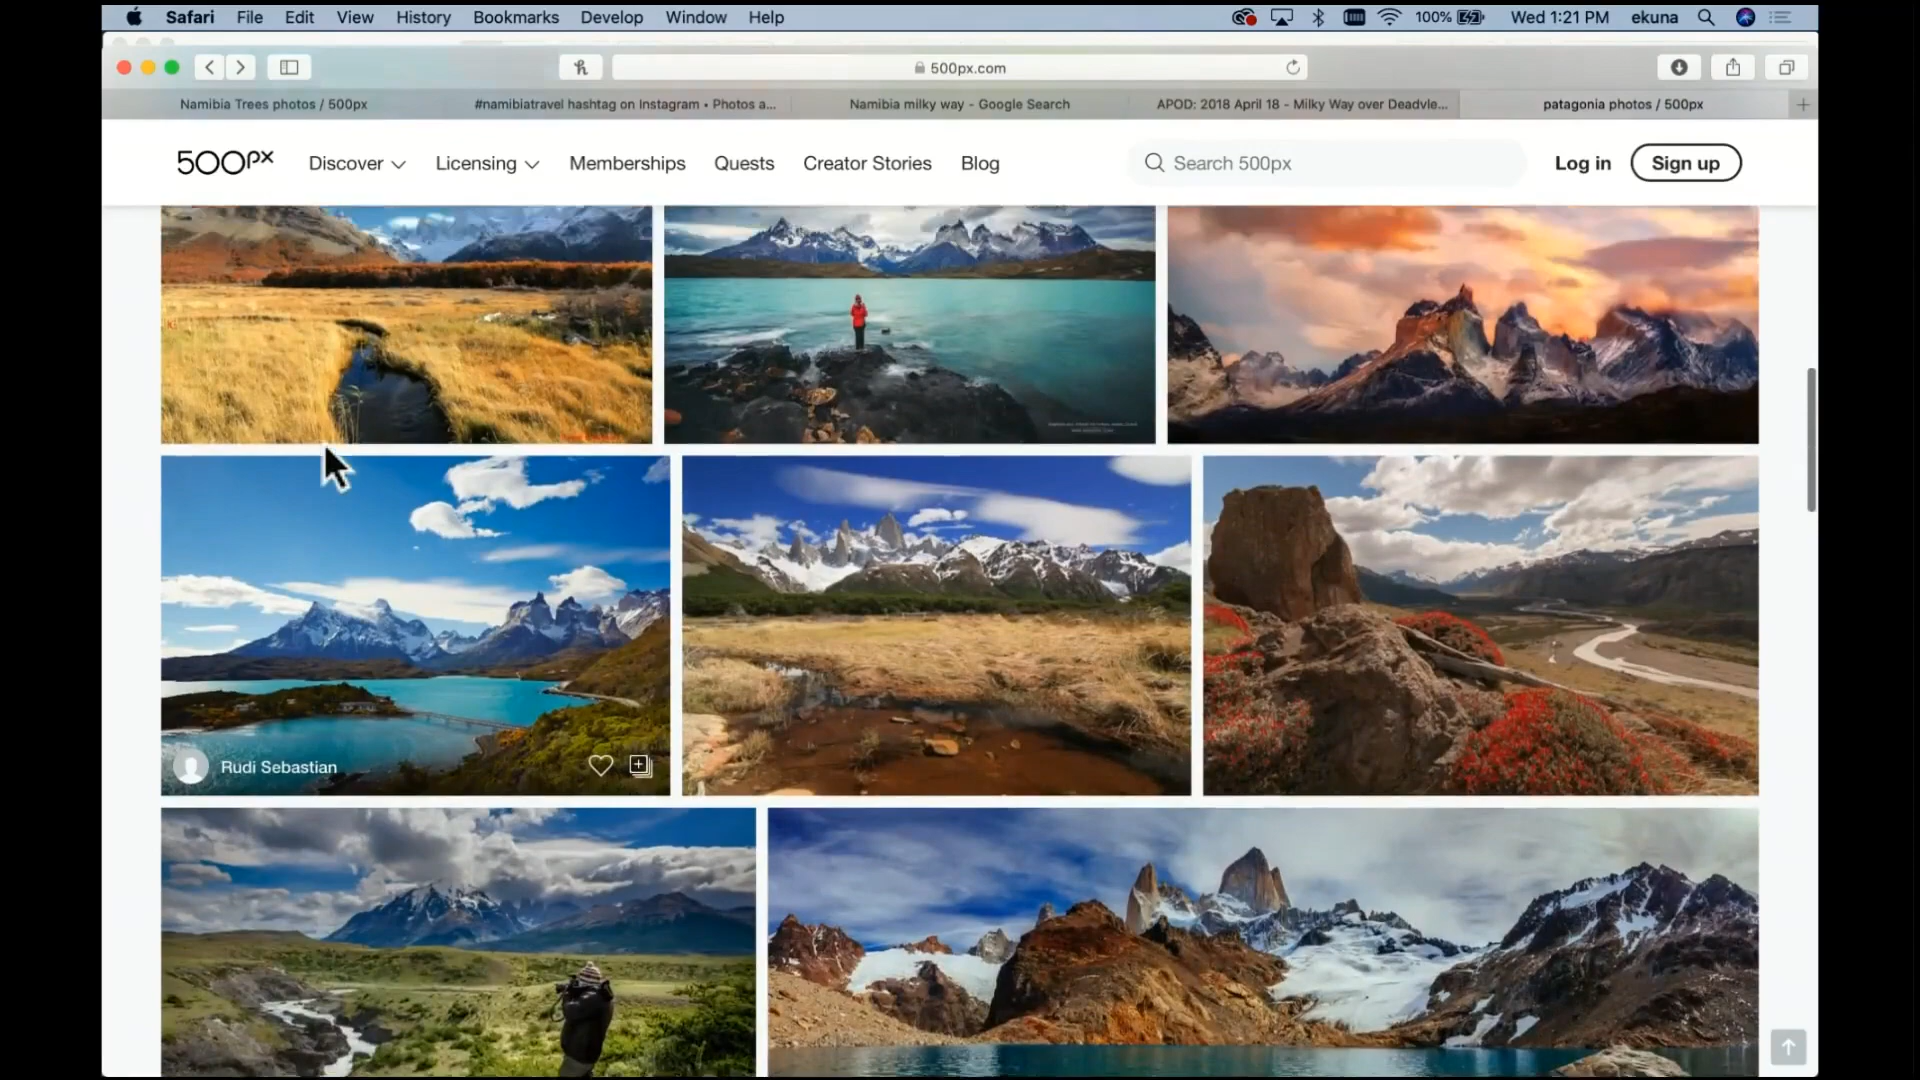 Safari File Edit View History Bookmarks Develop Window Help 100% Wed 1:21 PM ekuna
500px.com
Namibia Trees photos / 500px #namibiatravel hashtag on Instagram • Photos a... Namibia milky way - Google Search APOD: 2018 April 18 - Milky Way over Deadvle... patagonia photos / 500px
500px Discover Licensing Memberships Quests Creator Stories Blog Search 500px Log in Sign up
Rudi Sebastian